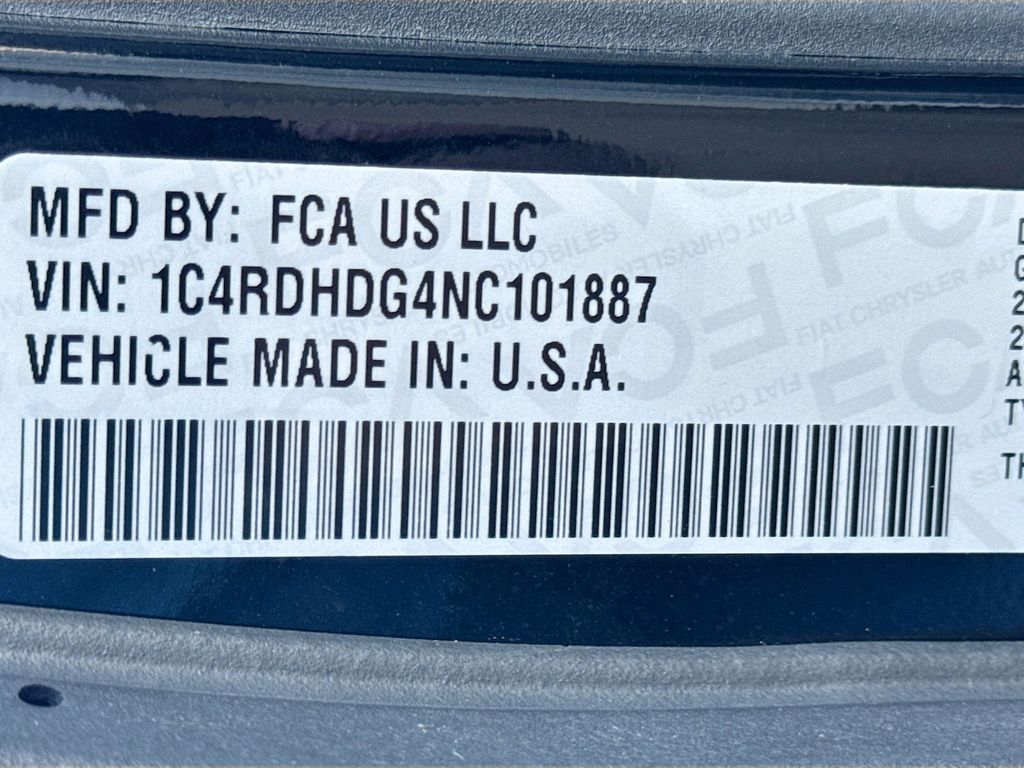 MFD BY: FCA US LLC
VIN: 1C4RDHDG4NC101887
VEHICLE MADE IN: U.S.A.